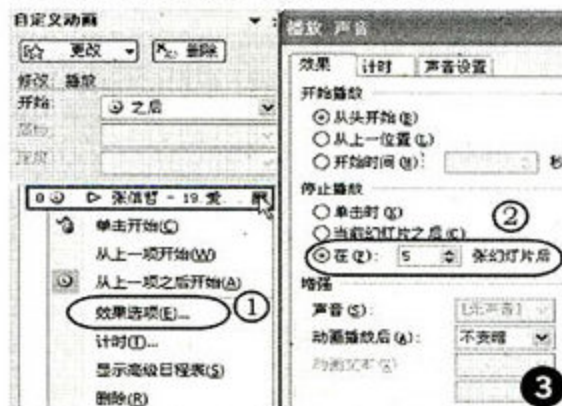 自定义动画
更改 删除
修改: 播放
开始: 之后
0 张信哲 - 19.爱..
单击开始(C)
从上一项开始(W)
从上一项之后开始(A)
效果选项(E)... ①
计时(T)...
显示高级日程表(S)
删除(R)
播放 声音
效果 计时 声音设置
开始播放
从头开始(B)
从上一位置(L)
开始时间(M): 秒
停止播放
单击时(K)
②
当前幻灯片之后(C)
在(F): 5 张幻灯片后
增强
声音(S): [无声音]
动画播放后(A): 不变暗
动画文本(X)
3